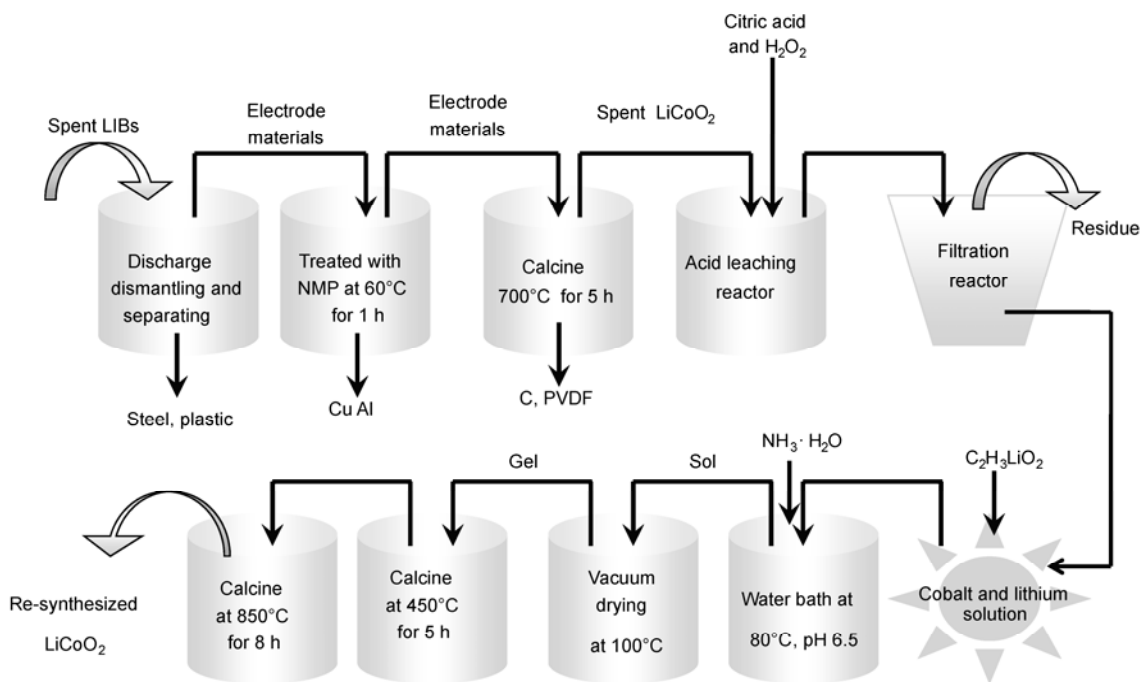 Citric acid
and H₂O₂
Spent LIBs
Electrode
materials
Electrode
materials
Spent LiCoO₂
Discharge
dismantling and
separating
Treated with
NMP at 60°C
for 1 h
Calcine
700°C for 5 h
Acid leaching
reactor
Filtration
reactor
Residue
Steel, plastic
Cu Al
C, PVDF
NH₃· H₂O
C₂H₃LiO₂
Gel
Sol
Re-synthesized
LiCoO₂
Calcine
at 850°C
for 8 h
Calcine
at 450°C
for 5 h
Vacuum
drying
at 100°C
Water bath at
80°C, pH 6.5
Cobalt and lithium
solution